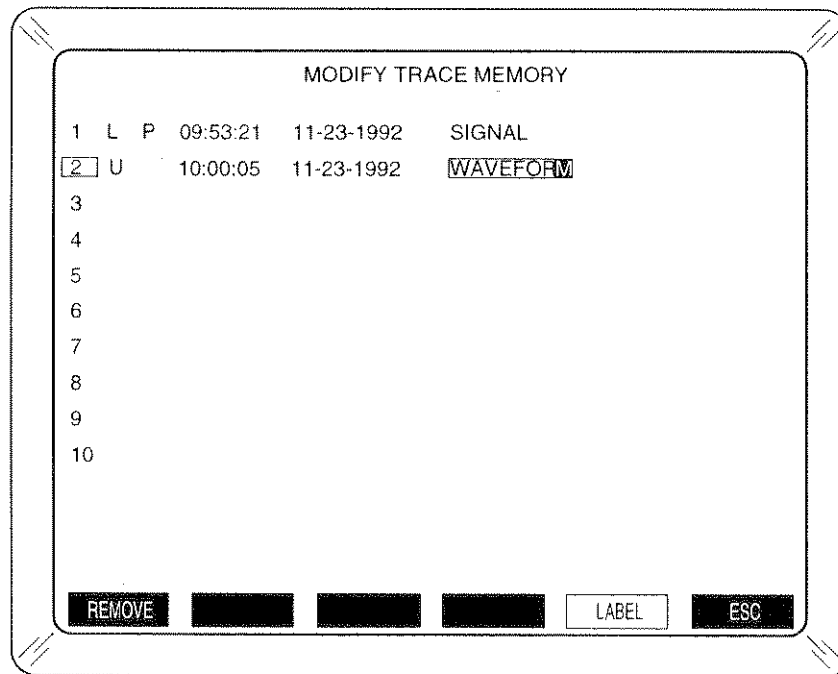 MODIFY TRACE MEMORY
1 L P 09:53:21 11-23-1992 SIGNAL
2 U 10:00:05 11-23-1992 WAVEFORM
3
4
5
6
7
8
9
10
REMOVE LABEL ESC